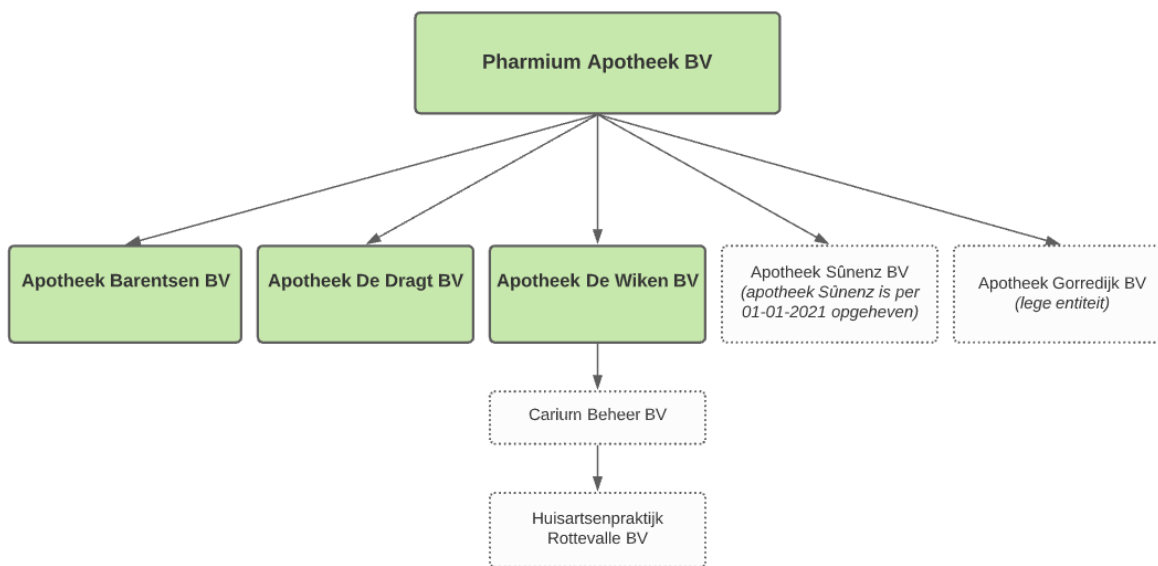 Pharmium Apotheek BV
Apotheek Barentsen BV
Apotheek De Dragt BV
Apotheek De Wiken BV
Apotheek Sûnenz BV
(apotheek Sûnenz is per
01-01-2021 opgeheven)
Apotheek Gorredijk BV
(lege entiteit)
Carium Beheer BV
Huisartsenpraktijk
Rottevalle BV